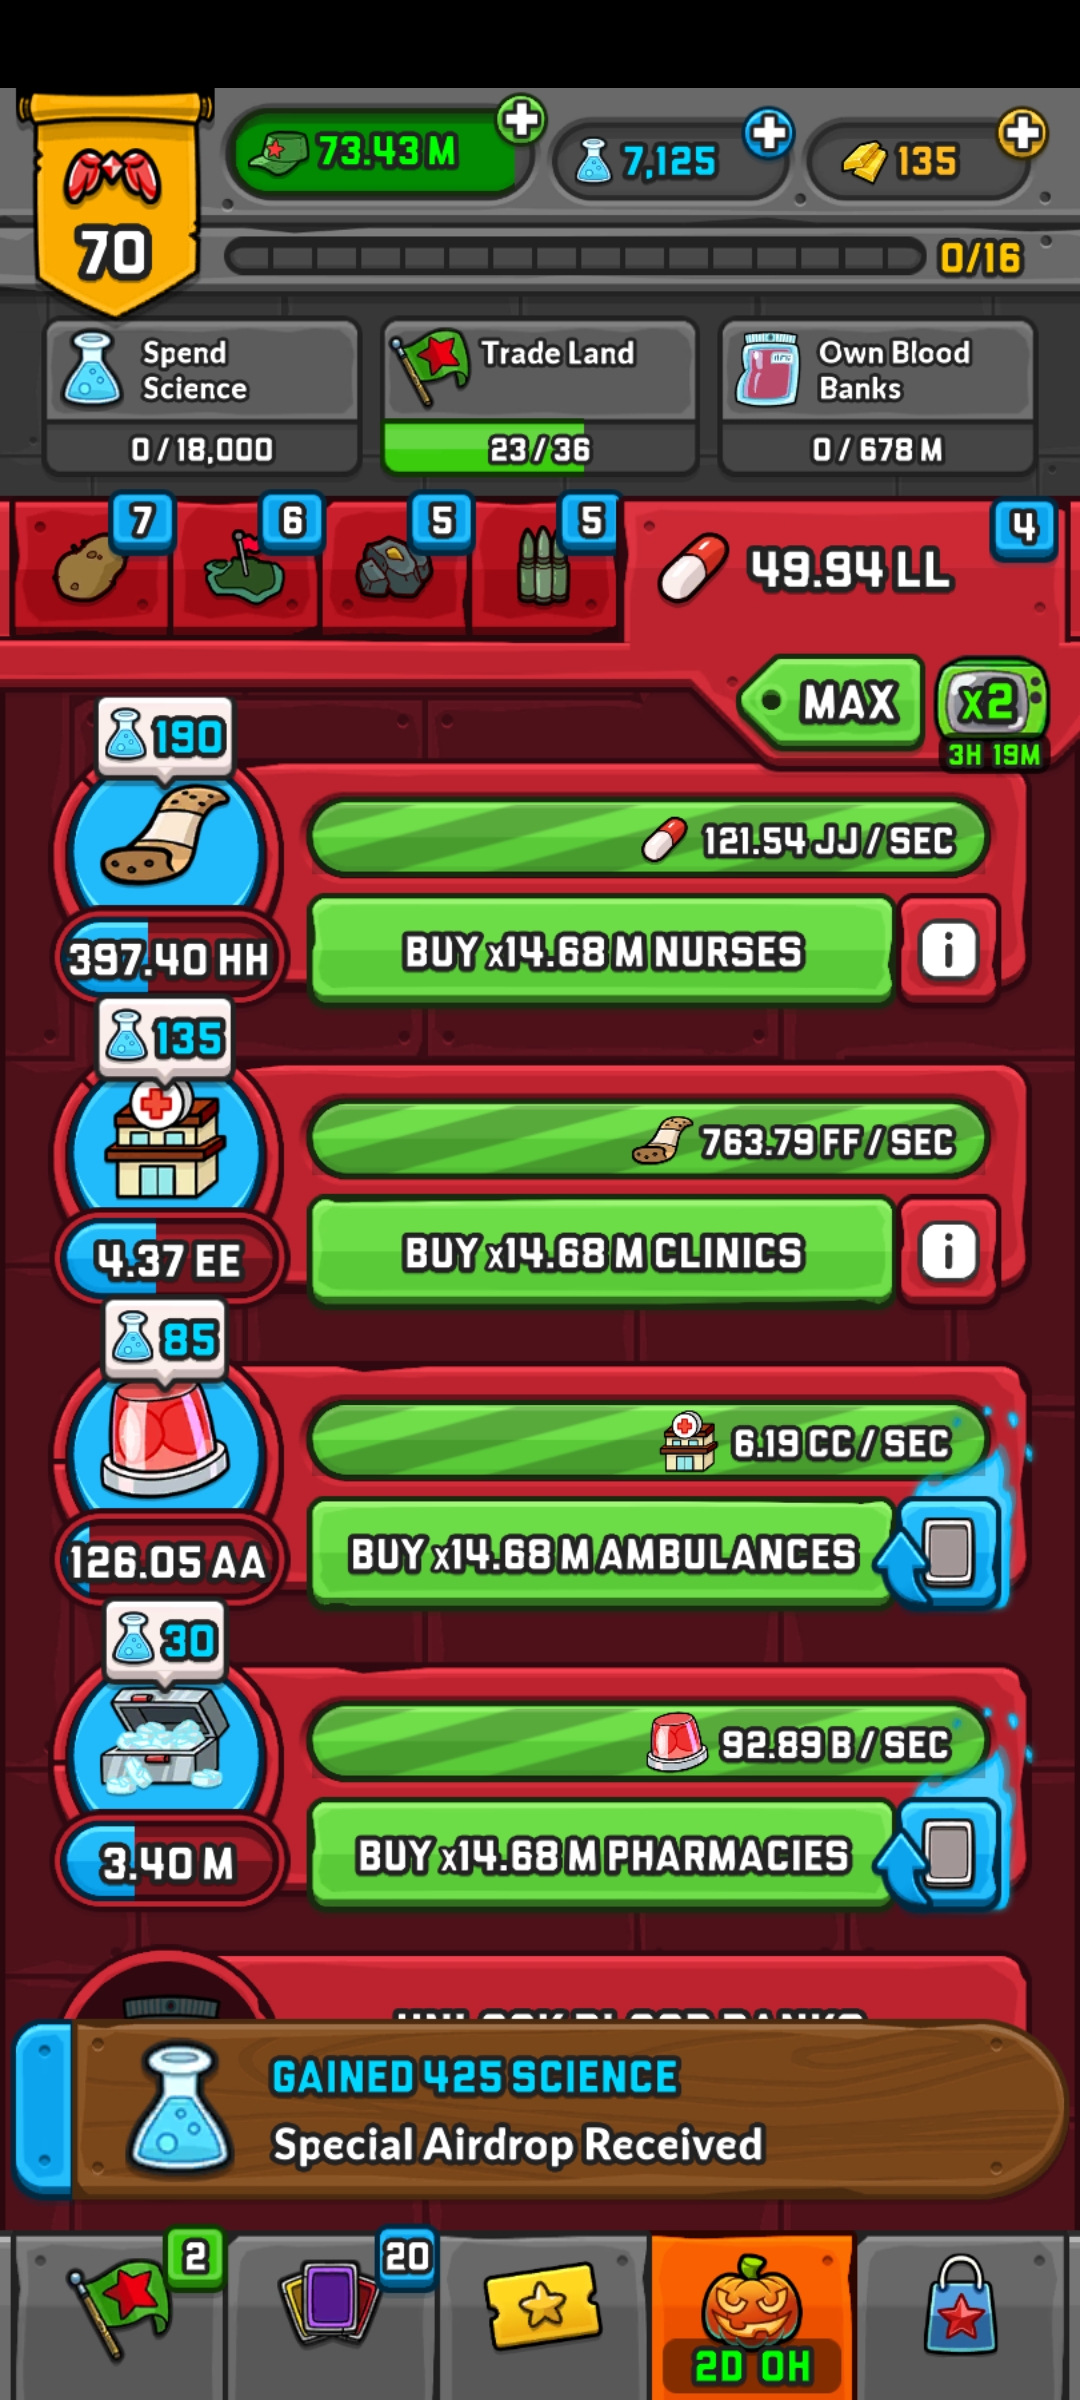 70
73.43 M
7,125
135
0/16
Spend
Science
0 / 18,000
Trade Land
23 / 36
Own Blood
Banks
0 / 678 M
7
6
5
5
49.94 LL
4
MAX
x2
3H 19M
190
121.54 JJ / SEC
397.40 HH
BUY x14.68 M NURSES
i
135
763.79 FF / SEC
4.37 EE
BUY x14.68 M CLINICS
i
85
6.19 CC / SEC
126.05 AA
BUY x14.68 M AMBULANCES
30
92.89 B / SEC
3.40 M
BUY x14.68 M PHARMACIES
UNLOCK BLOOD BANKS
GAINED 425 SCIENCE
Special Airdrop Received
2
20
2D 0H